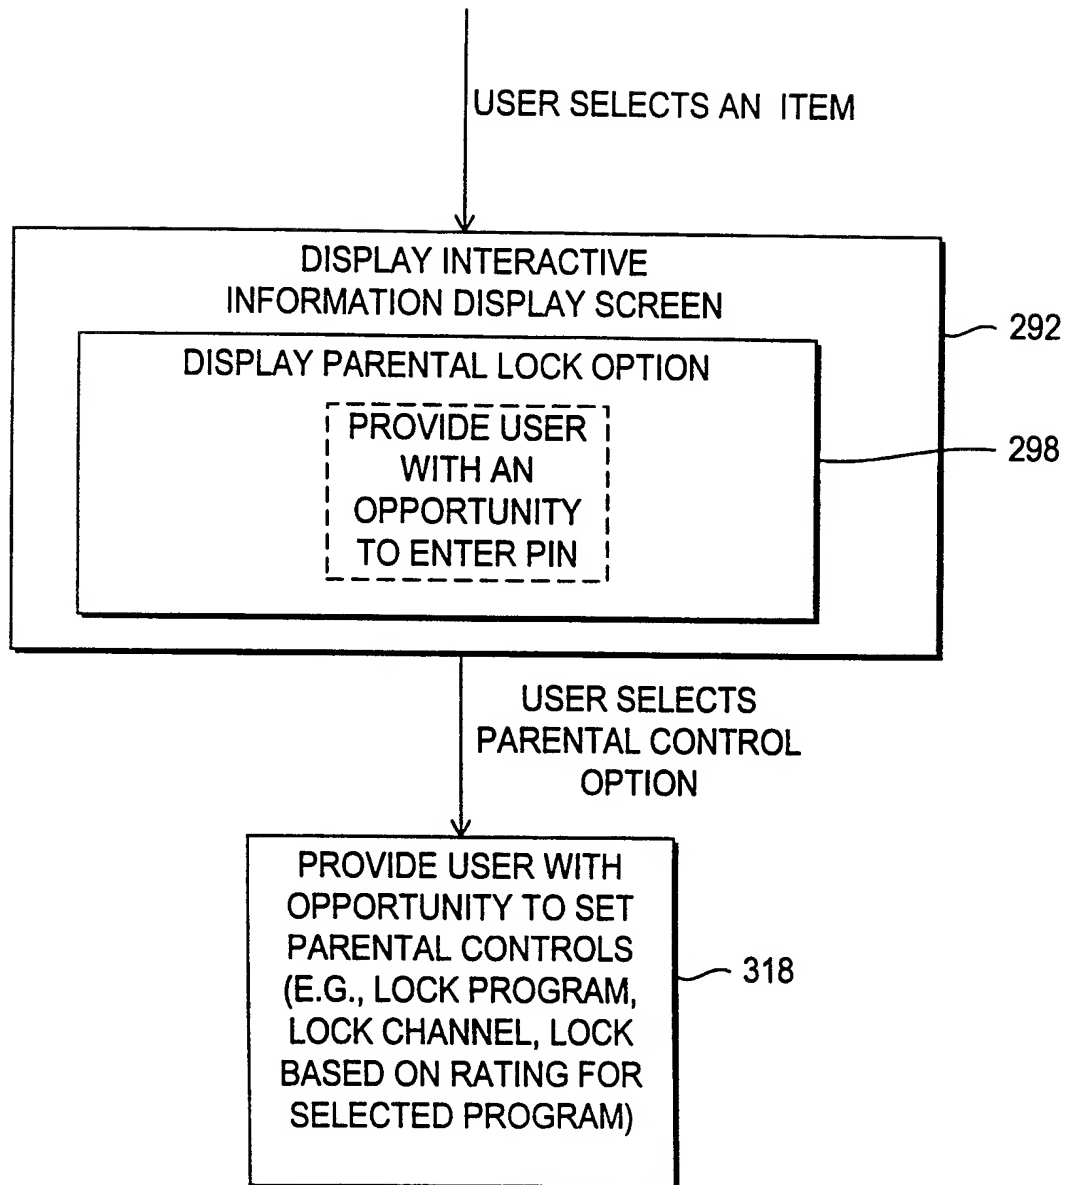 USER SELECTS AN ITEM
DISPLAY INTERACTIVE
INFORMATION DISPLAY SCREEN
292
DISPLAY PARENTAL LOCK OPTION
PROVIDE USER
WITH AN
OPPORTUNITY
TO ENTER PIN
298
USER SELECTS
PARENTAL CONTROL
OPTION
PROVIDE USER WITH
OPPORTUNITY TO SET
PARENTAL CONTROLS
(E.G., LOCK PROGRAM,
LOCK CHANNEL, LOCK
BASED ON RATING FOR
SELECTED PROGRAM)
318